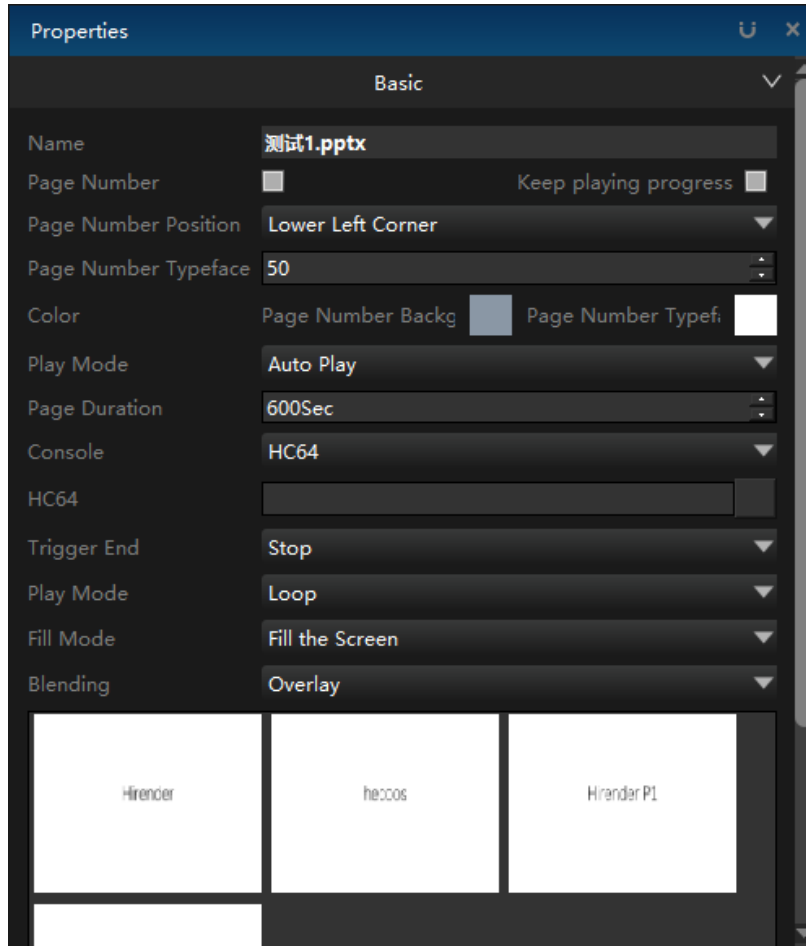 Properties
Basic
Name 测试1.pptx
Page Number Keep playing progress
Page Number Position Lower Left Corner
Page Number Typeface 50
Color Page Number Backg Page Number Typef
Play Mode Auto Play
Page Duration 600Sec
Console HC64
HC64
Trigger End Stop
Play Mode Loop
Fill Mode Fill the Screen
Blending Overlay
Hirender hecoos Hirender P1